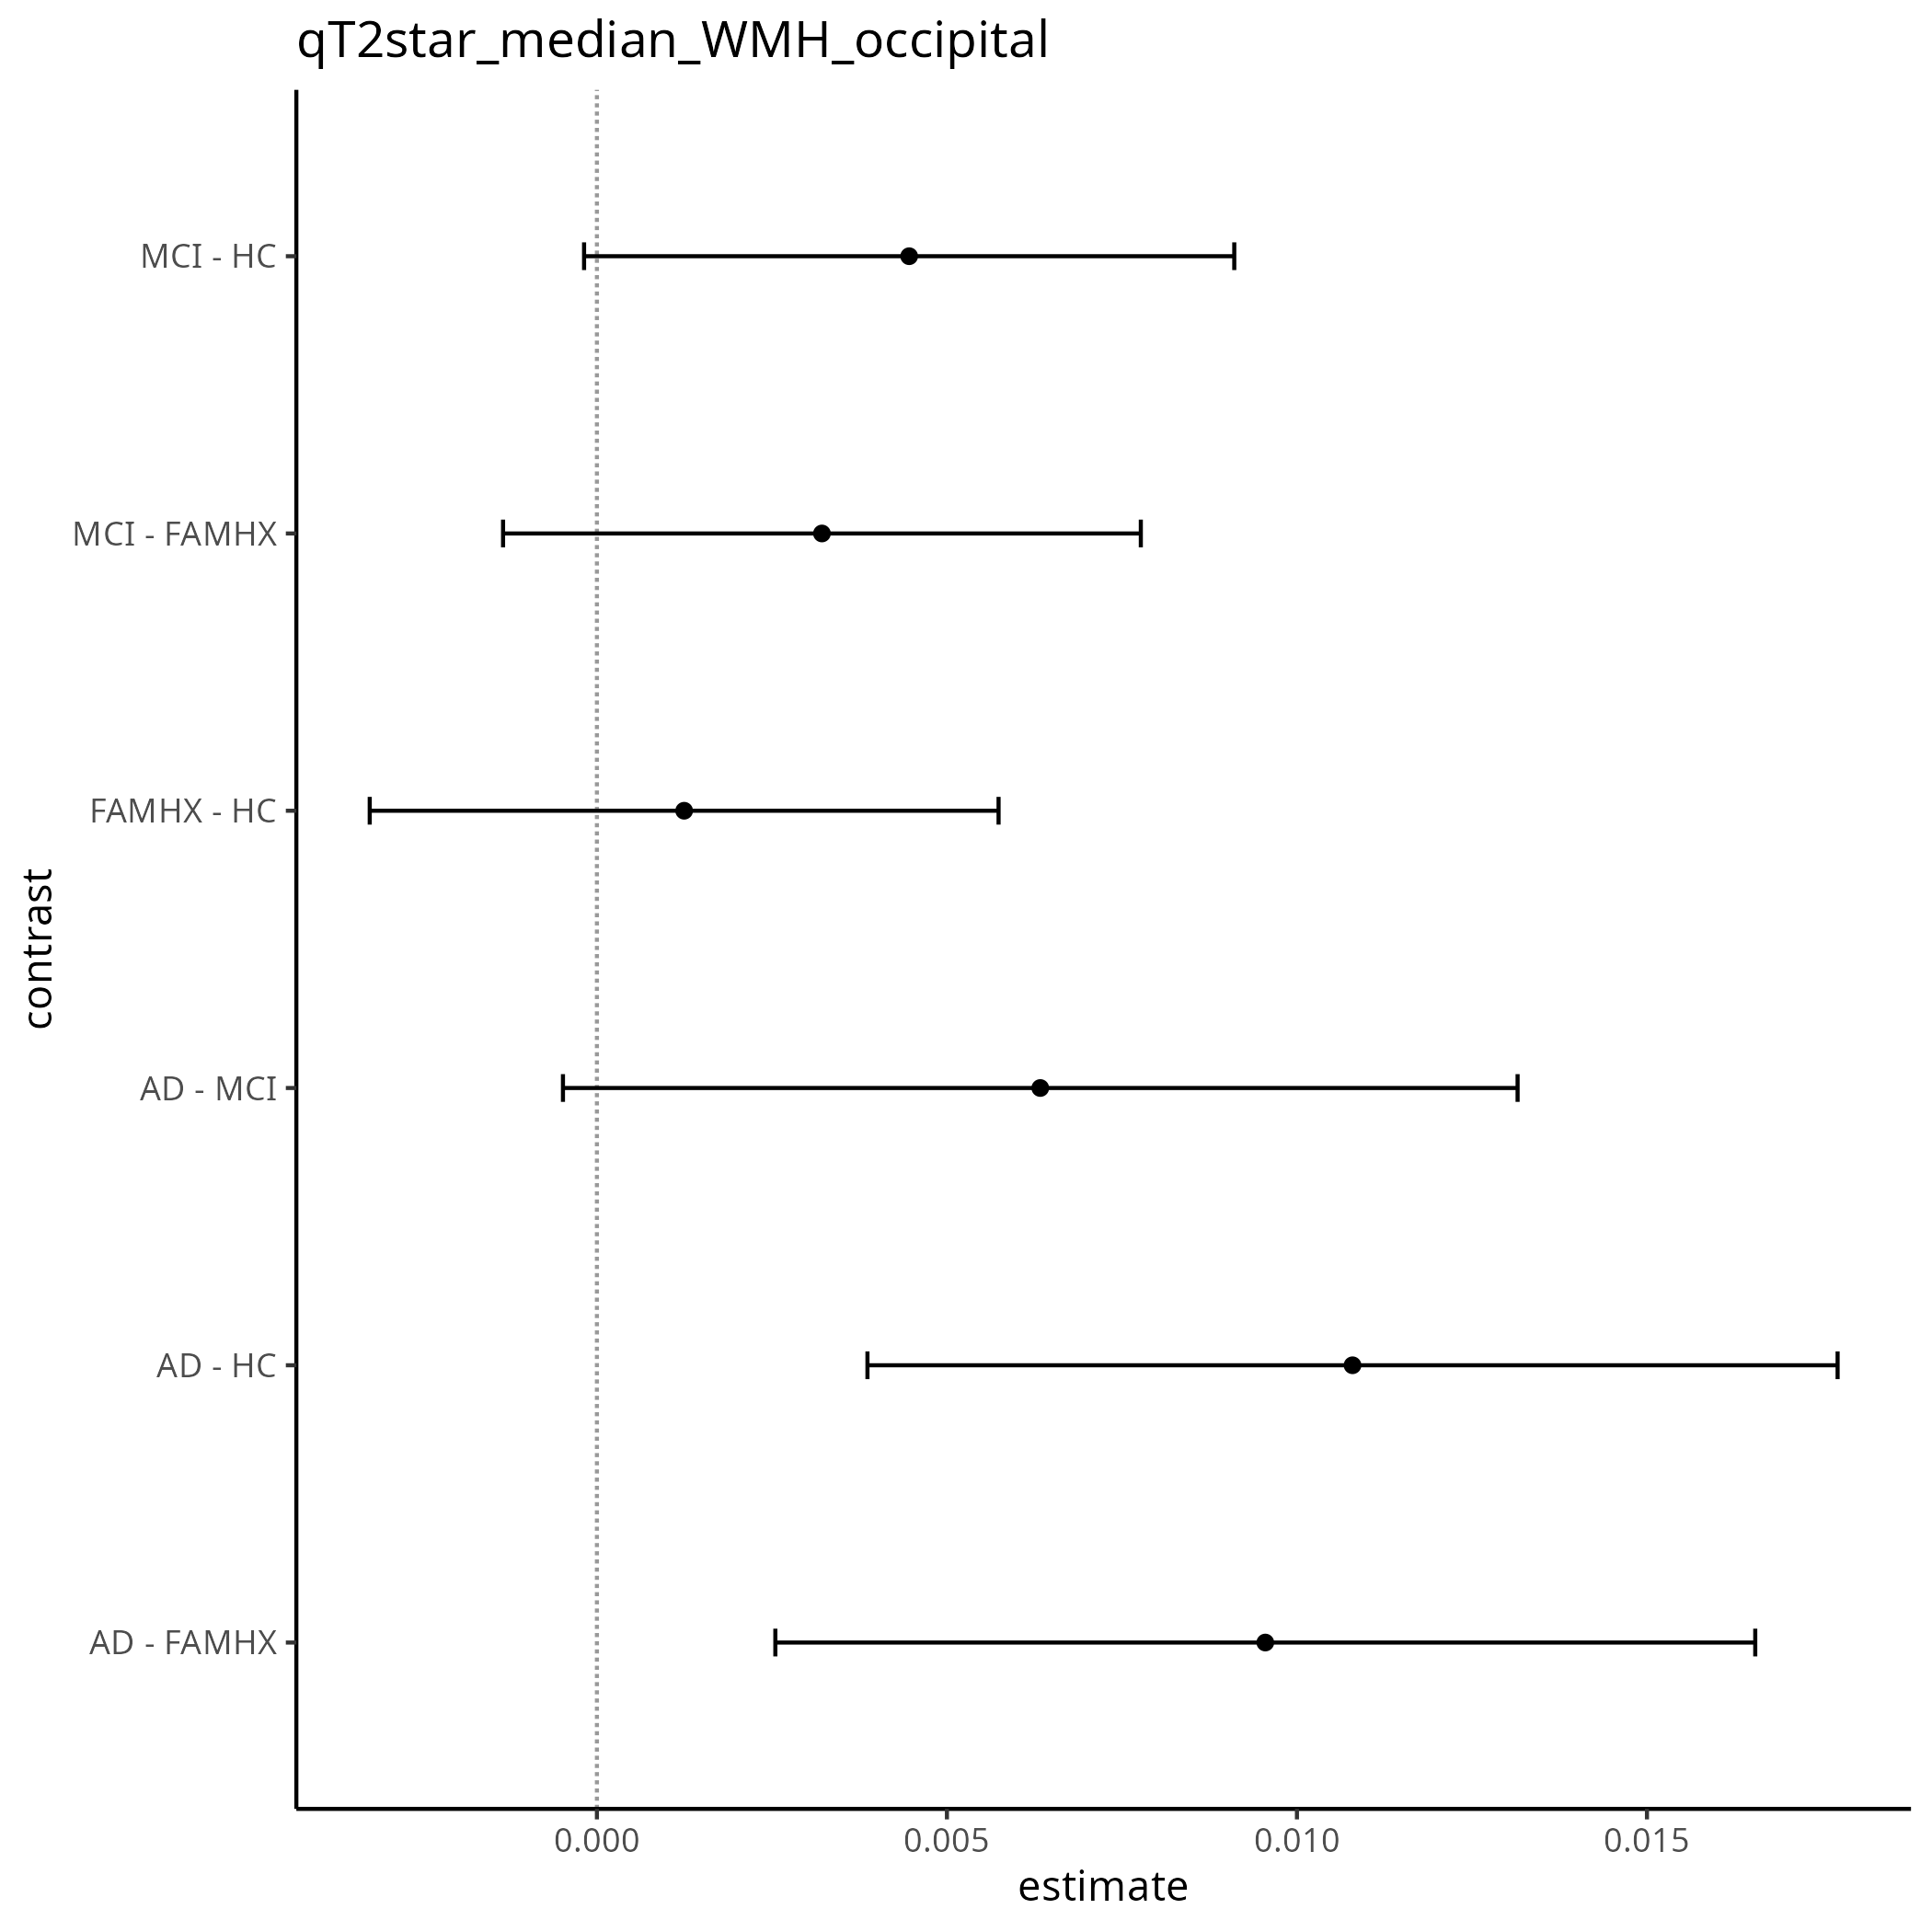 qT2star_median_WMH_occipital
MCI - HC
MCI - FAMHX
FAMHX - HC
contrast
AD - MCI
AD - HC
AD - FAMHX
0.000 0.005 0.010 0.015
estimate